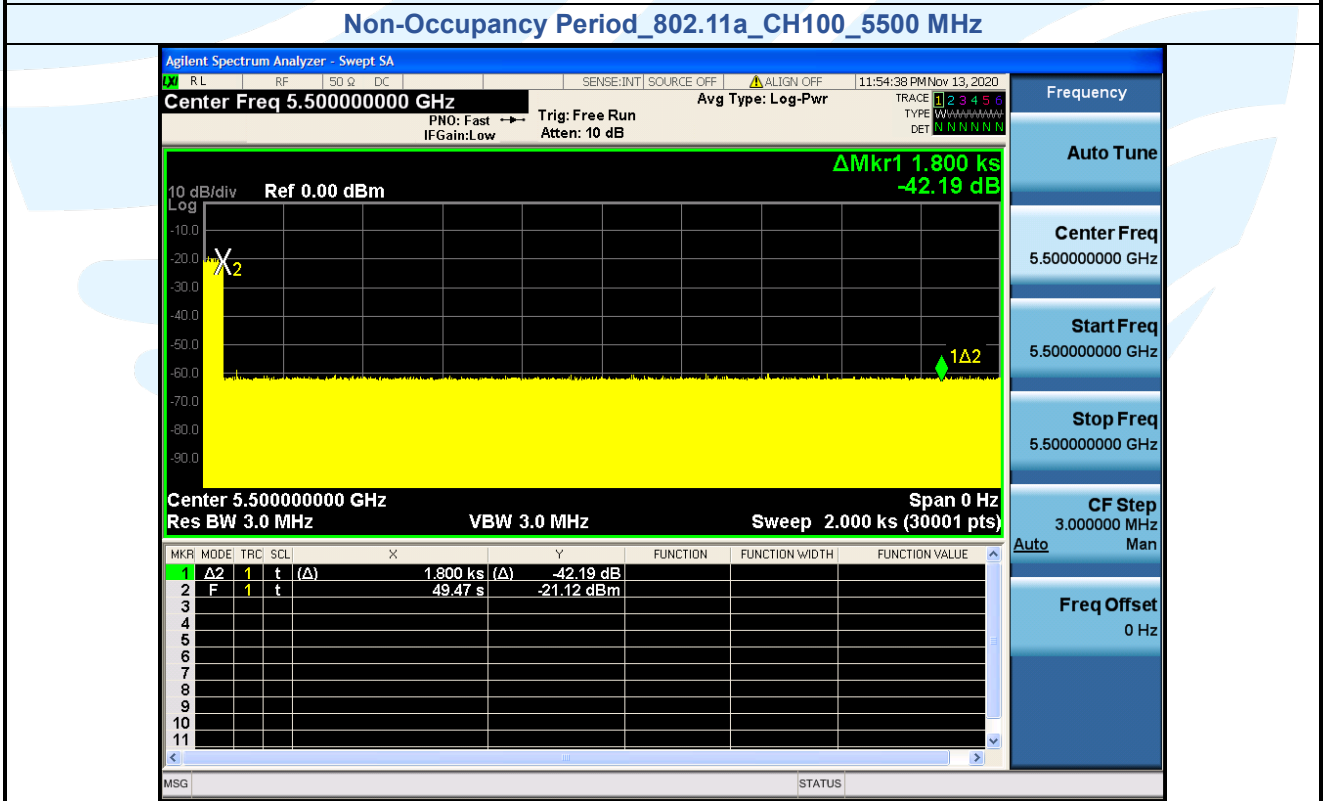 Non-Occupancy Period_802.11a_CH100_5500 MHz
Agilent Spectrum Analyzer - Swept SA
LXI RL RF 50 Ω DC SENSE:INT SOURCE OFF ⚠ALIGN OFF 11:54:38 PM Nov 13, 2020
Center Freq 5.500000000 GHz
Avg Type: Log-Pwr
TRACE 1 2 3 4 5 6
TYPE WWWWWWW
DET N N N N N N
PNO: Fast
Trig: Free Run
IFGain:Low
Atten: 10 dB
ΔMkr1 1.800 ks
-42.19 dB
10 dB/div Ref 0.00 dBm
Log
-10.0
-20.0
-30.0
-40.0
-50.0
-60.0
-70.0
-80.0
-90.0
2
1Δ2
Center 5.500000000 GHz Span 0 Hz
Res BW 3.0 MHz VBW 3.0 MHz Sweep 2.000 ks (30001 pts)
MKR MODE TRC SCL X Y FUNCTION FUNCTION WIDTH FUNCTION VALUE
1 Δ2 1 t (Δ) 1.800 ks (Δ) -42.19 dB
2 F 1 t 49.47 s -21.12 dBm
3
4
5
6
7
8
9
10
11
MSG STATUS
Frequency
Auto Tune
Center Freq
5.500000000 GHz
Start Freq
5.500000000 GHz
Stop Freq
5.500000000 GHz
CF Step
3.000000 MHz
Auto Man
Freq Offset
0 Hz